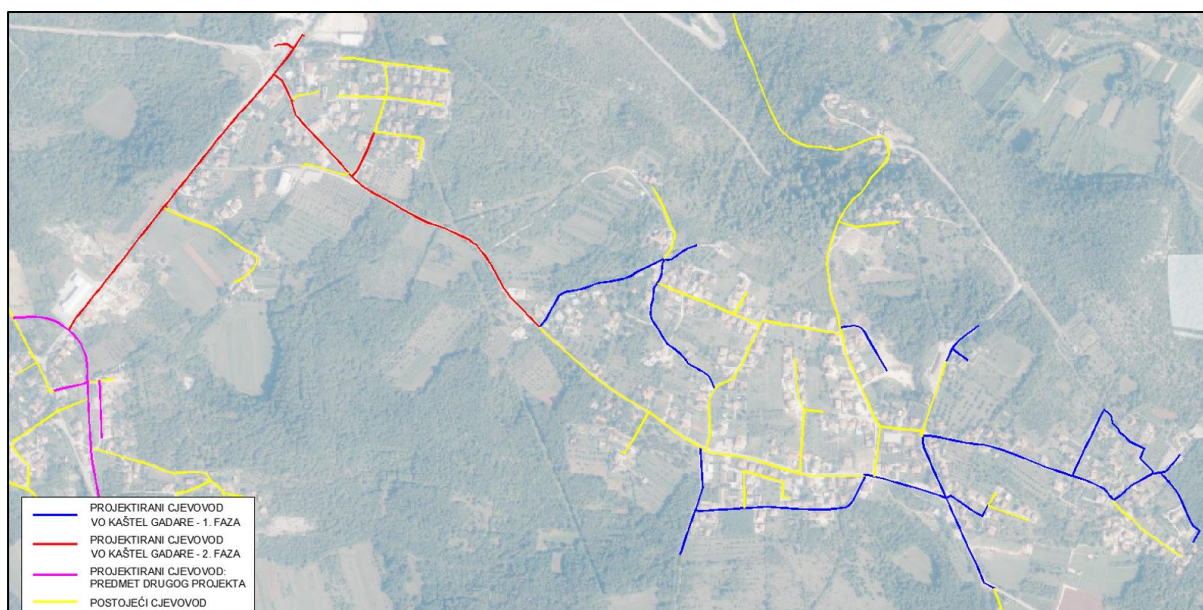 PROJEKTIRANI CJEVOVOD
VO KAŠTEL GADARE - 1. FAZA
PROJEKTIRANI CJEVOVOD
VO KAŠTEL GADARE - 2. FAZA
PROJEKTIRANI CJEVOVOD:
PREDMET DRUGOG PROJEKTA
POSTOJEĆI CJEVOVOD